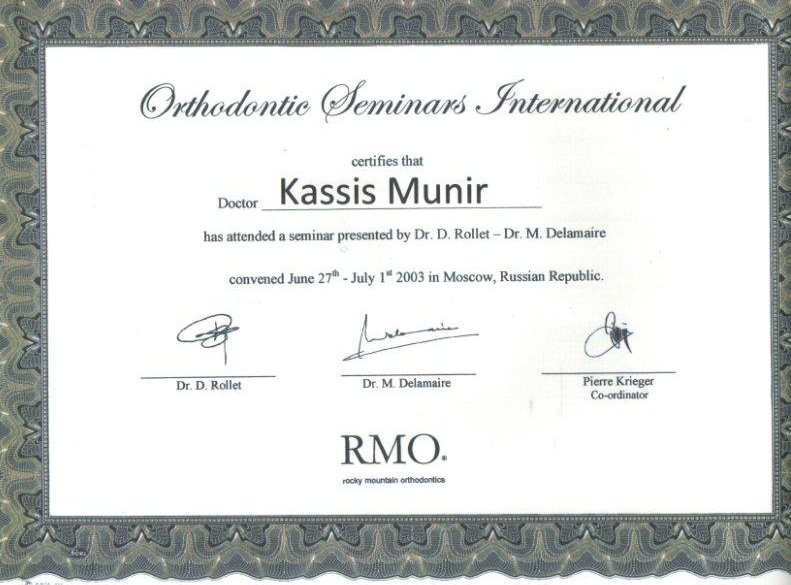 Orthodontic Seminars International
certifies that
Doctor Kassis Munir
has attended a seminar presented by Dr. D. Rollet – Dr. M. Delamaire
convened June 27th - July 1st 2003 in Moscow, Russian Republic.
Dr. D. Rollet Dr. M. Delamaire Pierre Krieger
Co-ordinator
RMO®
rocky mountain orthodontics